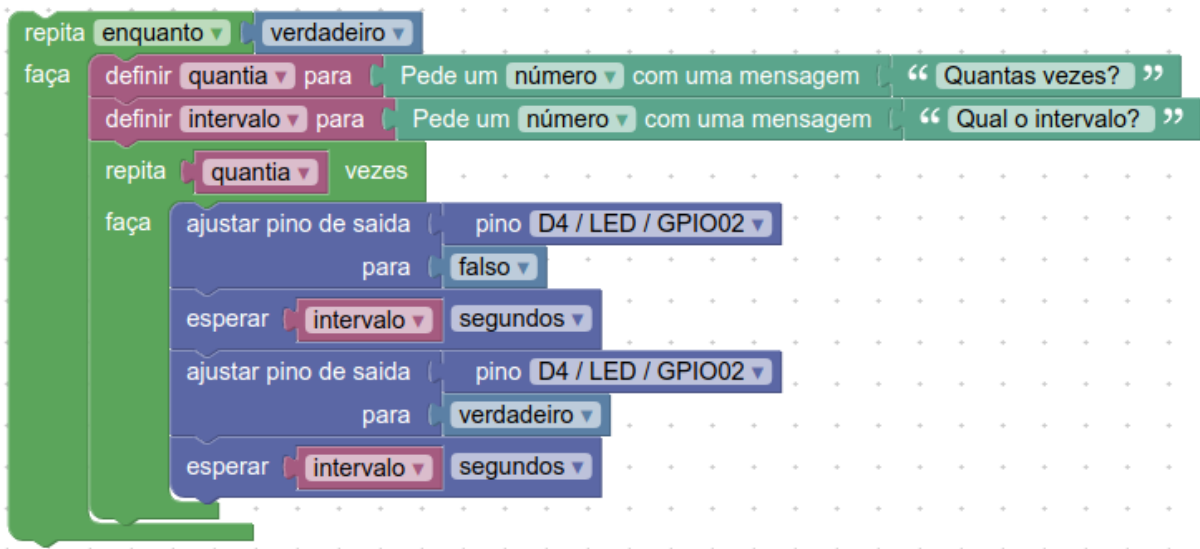 repita enquanto ▾ verdadeiro ▾
faça definir quantia ▾ para Pede um número ▾ com uma mensagem “ Quantas vezes? ”
definir intervalo ▾ para Pede um número ▾ com uma mensagem “ Qual o intervalo? ”
repita quantia ▾ vezes
faça ajustar pino de saida pino D4 / LED / GPIO02 ▾
para falso ▾
esperar intervalo ▾ segundos ▾
ajustar pino de saida pino D4 / LED / GPIO02 ▾
para verdadeiro ▾
esperar intervalo ▾ segundos ▾